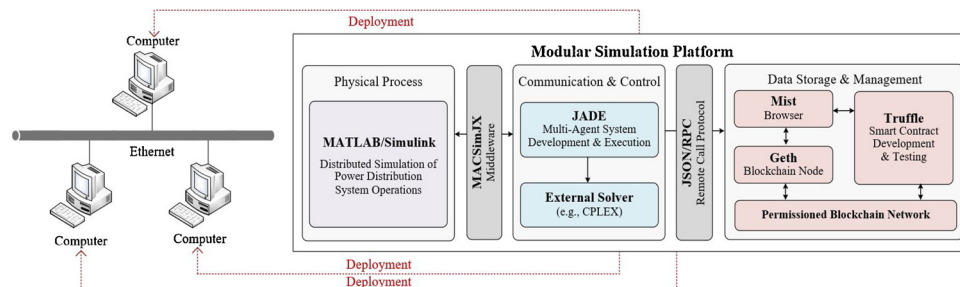 Deployment
Computer
Ethernet
Computer
Computer
Modular Simulation Platform
Physical Process
MATLAB/Simulink
Distributed Simulation of
Power Distribution
System Operations
MACSimJX
Middleware
Communication & Control
JADE
Multi-Agent System
Development & Execution
External Solver
(e.g., CPLEX)
JSON/RPC
Remote Call Protocol
Data Storage & Management
Mist
Browser
Truffle
Smart Contract
Development
& Testing
Geth
Blockchain Node
Permissioned Blockchain Network
Deployment
Deployment